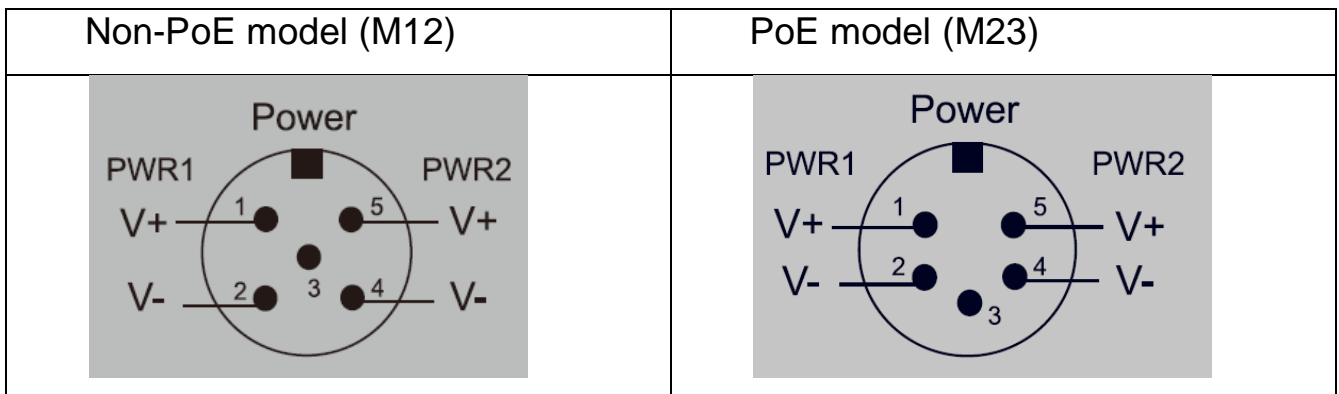 Non-PoE model (M12)
PoE model (M23)
Power
PWR1
PWR2
V+
1
5
V+
V-
2
3
4
V-
Power
PWR1
PWR2
V+
1
5
V+
V-
2
4
V-
3